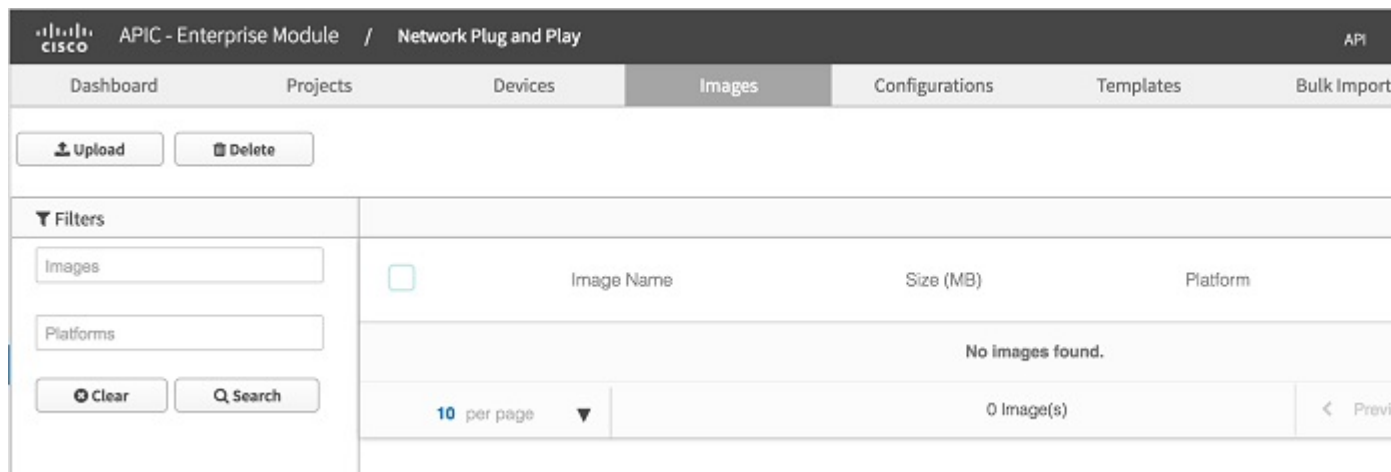 CISCO APIC - Enterprise Module / Network Plug and Play API
Dashboard Projects Devices Images Configurations Templates Bulk Import
Upload Delete
Filters
Images
Image Name Size (MB) Platform
Platforms
No images found.
Clear Search
10 per page 0 Image(s) < Previ